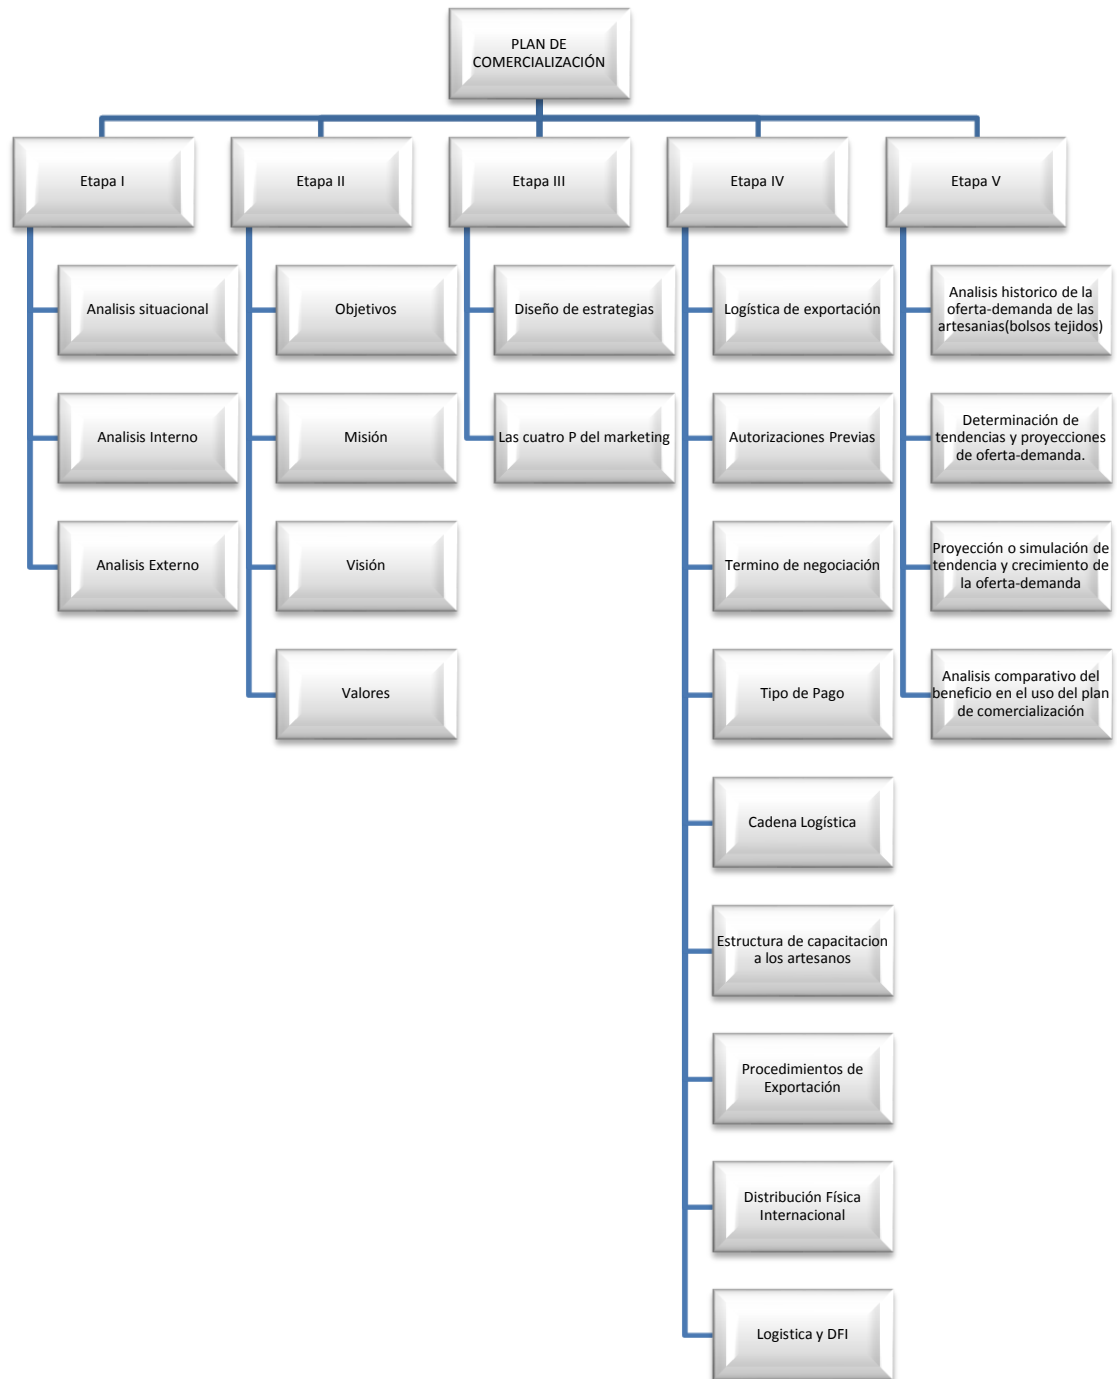 PLAN DE
COMERCIALIZACIÓN
Etapa I
Analisis situacional
Analisis Interno
Analisis Externo
Etapa II
Objetivos
Misión
Visión
Valores
Etapa III
Diseño de estrategias
Las cuatro P del marketing
Etapa IV
Logística de exportación
Autorizaciones Previas
Termino de negociación
Tipo de Pago
Cadena Logística
Estructura de capacitacion
a los artesanos
Procedimientos de
Exportación
Distribución Física
Internacional
Logistica y DFI
Etapa V
Analisis historico de la
oferta-demanda de las
artesanias(bolsos tejidos)
Determinación de
tendencias y proyecciones
de oferta-demanda.
Proyección o simulación de
tendencia y crecimiento de
la oferta-demanda
Analisis comparativo del
beneficio en el uso del plan
de comercialización